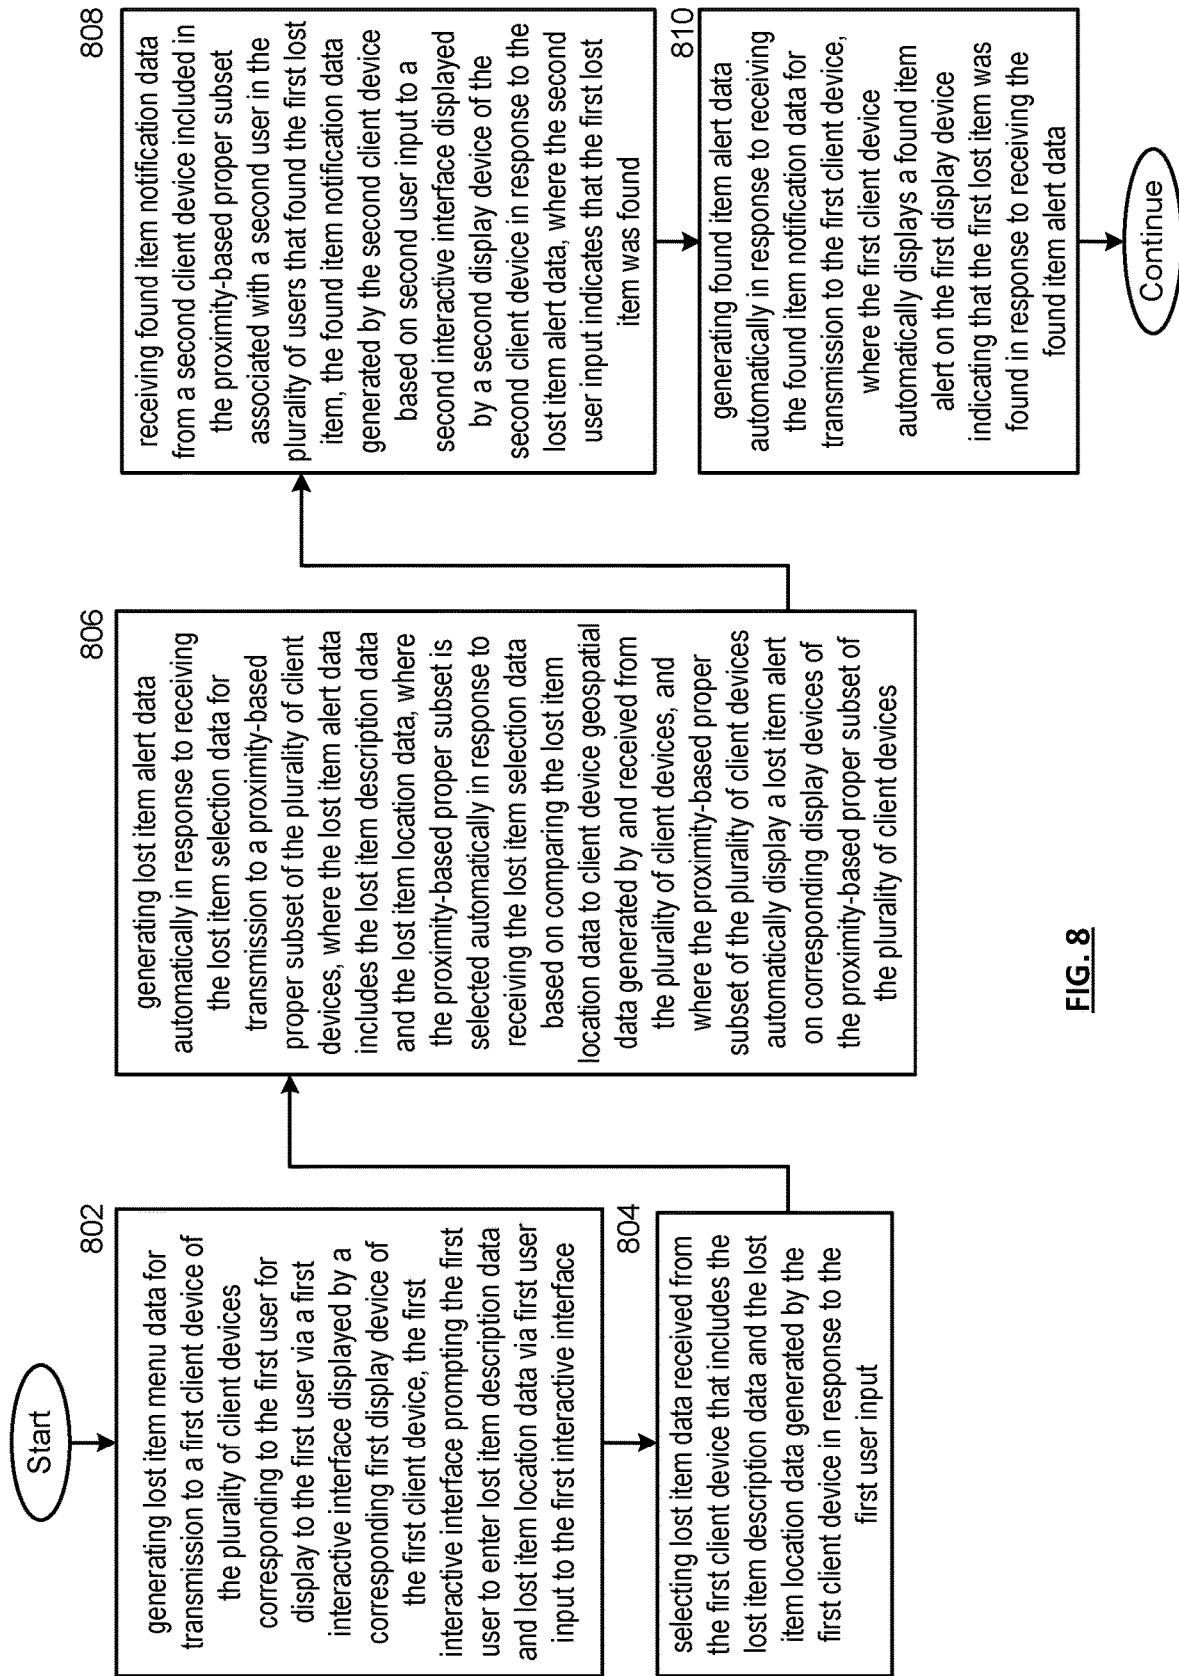 Start
802
generating lost item menu data for
transmission to a first client device of
the plurality of client devices
corresponding to the first user for
display to the first user via a first
interactive interface displayed by a
corresponding first display device of
the first client device, the first
interactive interface prompting the first
user to enter lost item description data
and lost item location data via first user
input to the first interactive interface
804
selecting lost item data received from
the first client device that includes the
lost item description data and the lost
item location data generated by the
first client device in response to the
first user input
806
generating lost item alert data
automatically in response to receiving
the lost item selection data for
transmission to a proximity-based
proper subset of the plurality of client
devices, where the lost item alert data
includes the lost item description data
and the lost item location data, where
the proximity-based proper subset is
selected automatically in response to
receiving the lost item selection data
based on comparing the lost item
location data to client device geospatial
data generated by and received from
the plurality of client devices, and
where the proximity-based proper
subset of the plurality of client devices
automatically display a lost item alert
on corresponding display devices of
the proximity-based proper subset of
the plurality of client devices
808
receiving found item notification data
from a second client device included in
the proximity-based proper subset
associated with a second user in the
plurality of users that found the first lost
item, the found item notification data
generated by the second client device
based on second user input to a
second interactive interface displayed
by a second display device of the
second client device in response to the
lost item alert data, where the second
user input indicates that the first lost
item was found
810
generating found item alert data
automatically in response to receiving
the found item notification data for
transmission to the first client device,
where the first client device
automatically displays a found item
alert on the first display device
indicating that the first lost item was
found in response to receiving the
found item alert data
Continue
FIG. 8